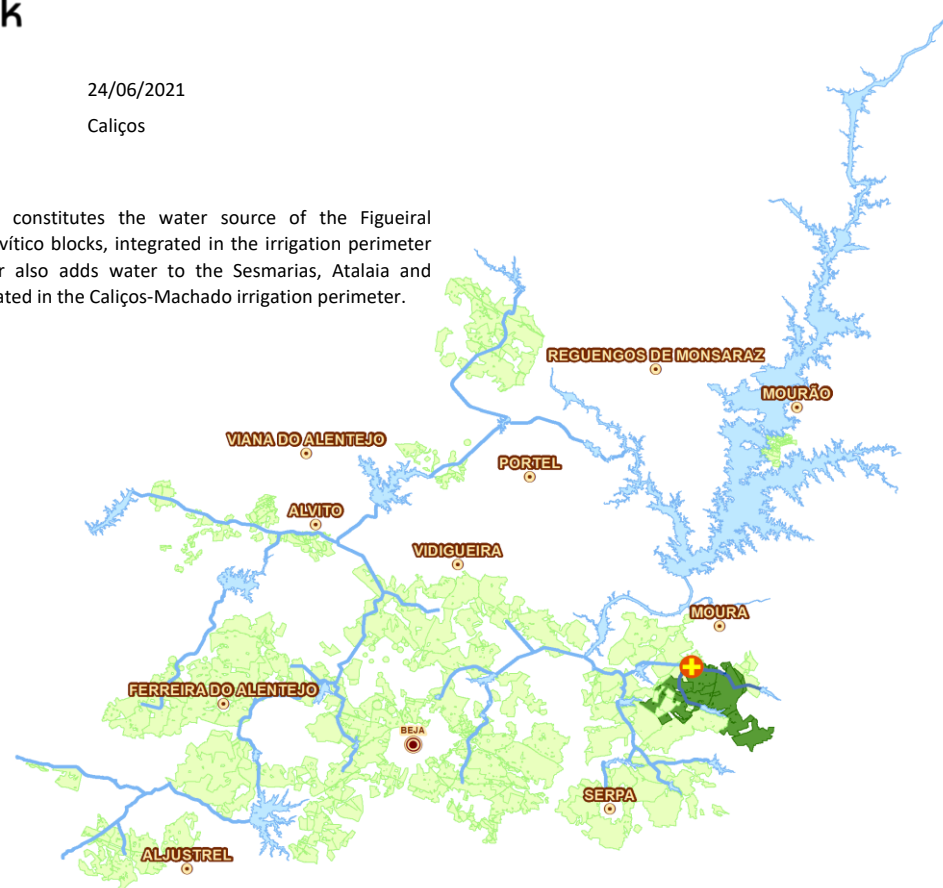 k
24/06/2021
Caliços
constitutes the water source of the Figueiral
vítico blocks, integrated in the irrigation perimeter
r also adds water to the Sesmarias, Atalaia and
ated in the Caliços-Machado irrigation perimeter.
REGUENGOS DE MONSARAZ
MOURÃO
VIANA DO ALENTEJO
PORTEL
ALVITO
VIDIGUEIRA
MOURA
FERREIRA DO ALENTEJO
BEJA
SERPA
ALJUSTREL